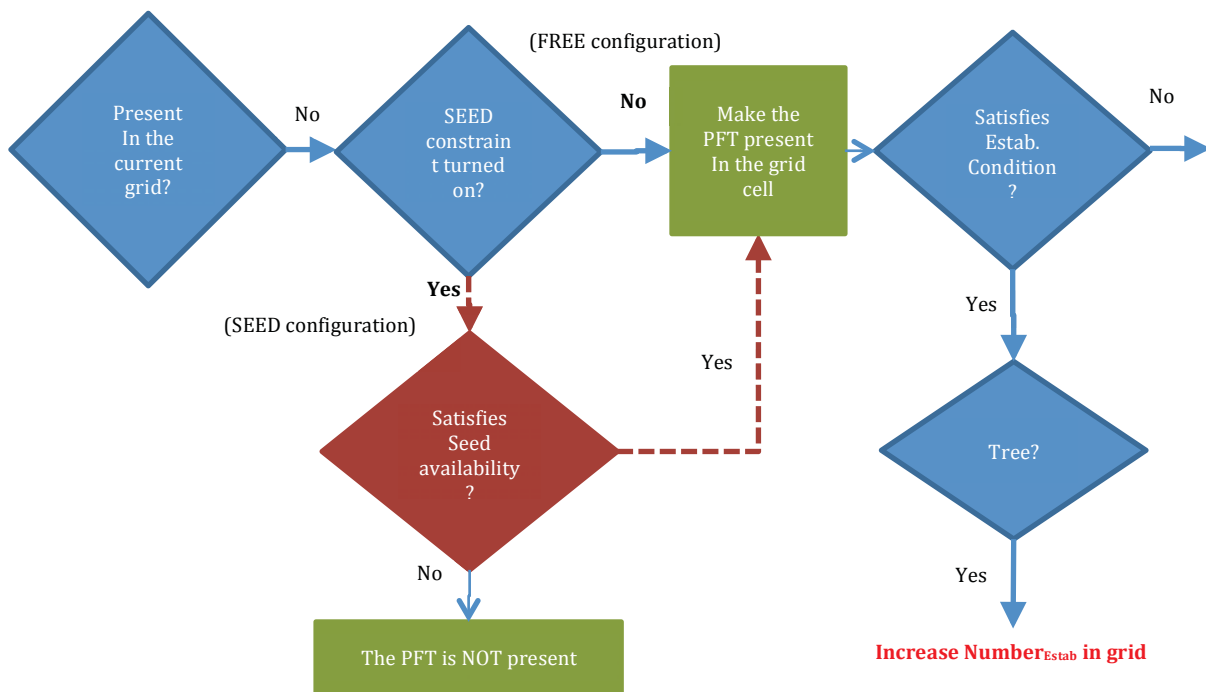 (FREE configuration)
Present
In the
current
grid?
No
SEED
constrain
t turned
on?
No
Make the
PFT present
In the grid
cell
Satisfies
Estab.
Condition
?
No
Yes
(SEED configuration)
Satisfies
Seed
availability
?
Yes
No
The PFT is NOT present
Yes
Tree?
Yes
Increase NumberEstab in grid